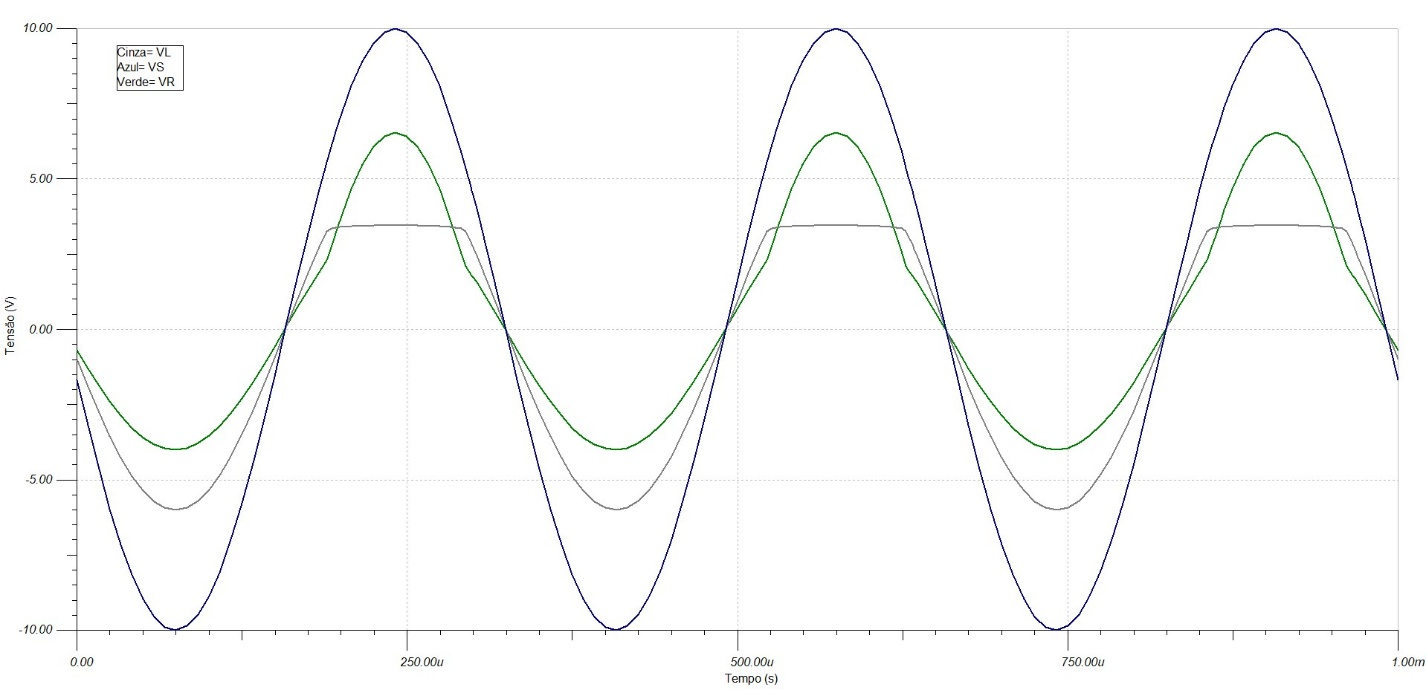 10.00
Cinza= VL
Azul= VS
Verde= VR
5.00
Tensão (V)
0.00
-5.00
-10.00
0.00 250.00u 500.00u 750.00u 1.00m
Tempo (s)